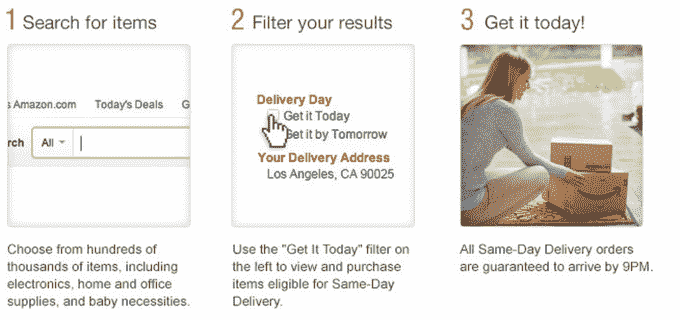 1 Search for items
s Amazon.com Today's Deals G
rch All
Choose from hundreds of
thousands of items, including
electronics, home and office
supplies, and baby necessities.
2 Filter your results
Delivery Day
Get it Today
Get it by Tomorrow
Your Delivery Address
Los Angeles, CA 90025
Use the "Get It Today" filter on
the left to view and purchase
items eligible for Same-Day
Delivery.
3 Get it today!
All Same-Day Delivery orders
are guaranteed to arrive by 9PM.